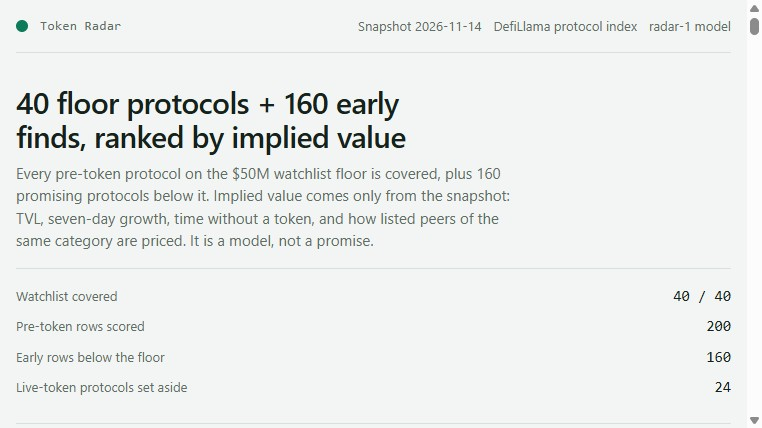 Token Radar
Snapshot 2026-11-14 DefiLlama protocol index radar-1 model
40 floor protocols + 160 early
finds, ranked by implied value
Every pre-token protocol on the $50M watchlist floor is covered, plus 160
promising protocols below it. Implied value comes only from the snapshot:
TVL, seven-day growth, time without a token, and how listed peers of the
same category are priced. It is a model, not a promise.
Watchlist covered 40 / 40
Pre-token rows scored 200
Early rows below the floor 160
Live-token protocols set aside 24